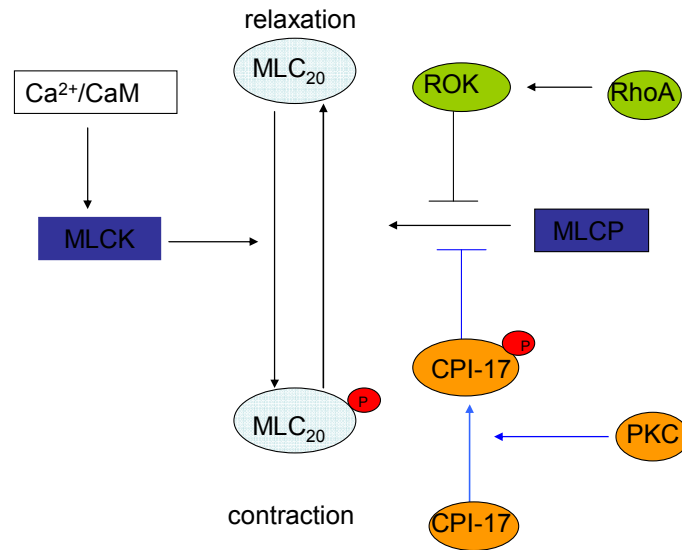 relaxation
MLC₂₀
ROK
RhoA
Ca²⁺/CaM
MLCK
MLCP
P
CPI-17
P
MLC₂₀
PKC
contraction
CPI-17